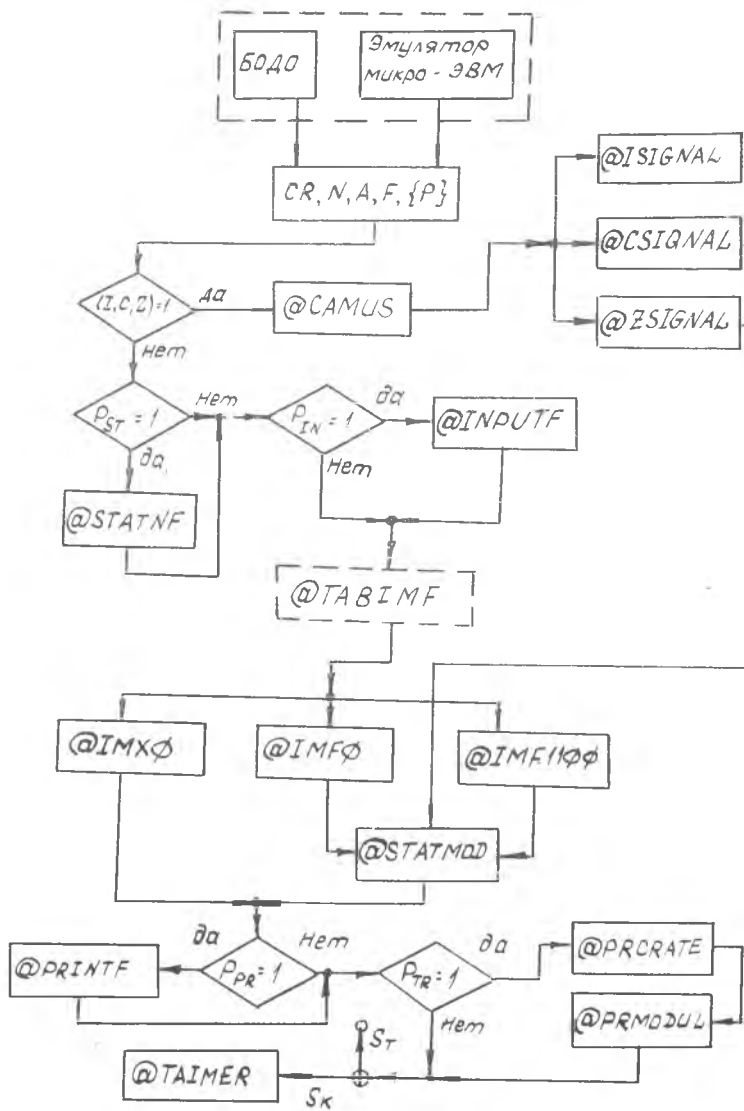 БОДО
Эмулятор
микро - ЭВМ
CR, N, A, F, {P}
@ISIGNAL
@CSIGNAL
@ZSIGNAL
(I,C,Z)=1
да
@CAMUS
нет
P_ST = 1
нет
P_IN = 1
да
@INPUTF
да
нет
@STATNF
@TABIMF
@IMXØ
@IMFØ
@IMF11ØØ
@STATMOD
да
P_PR = 1
нет
P_TR = 1
да
@PRCRATE
@PRINTF
нет
@PRMODUL
S_T
@TAIMER
S_K